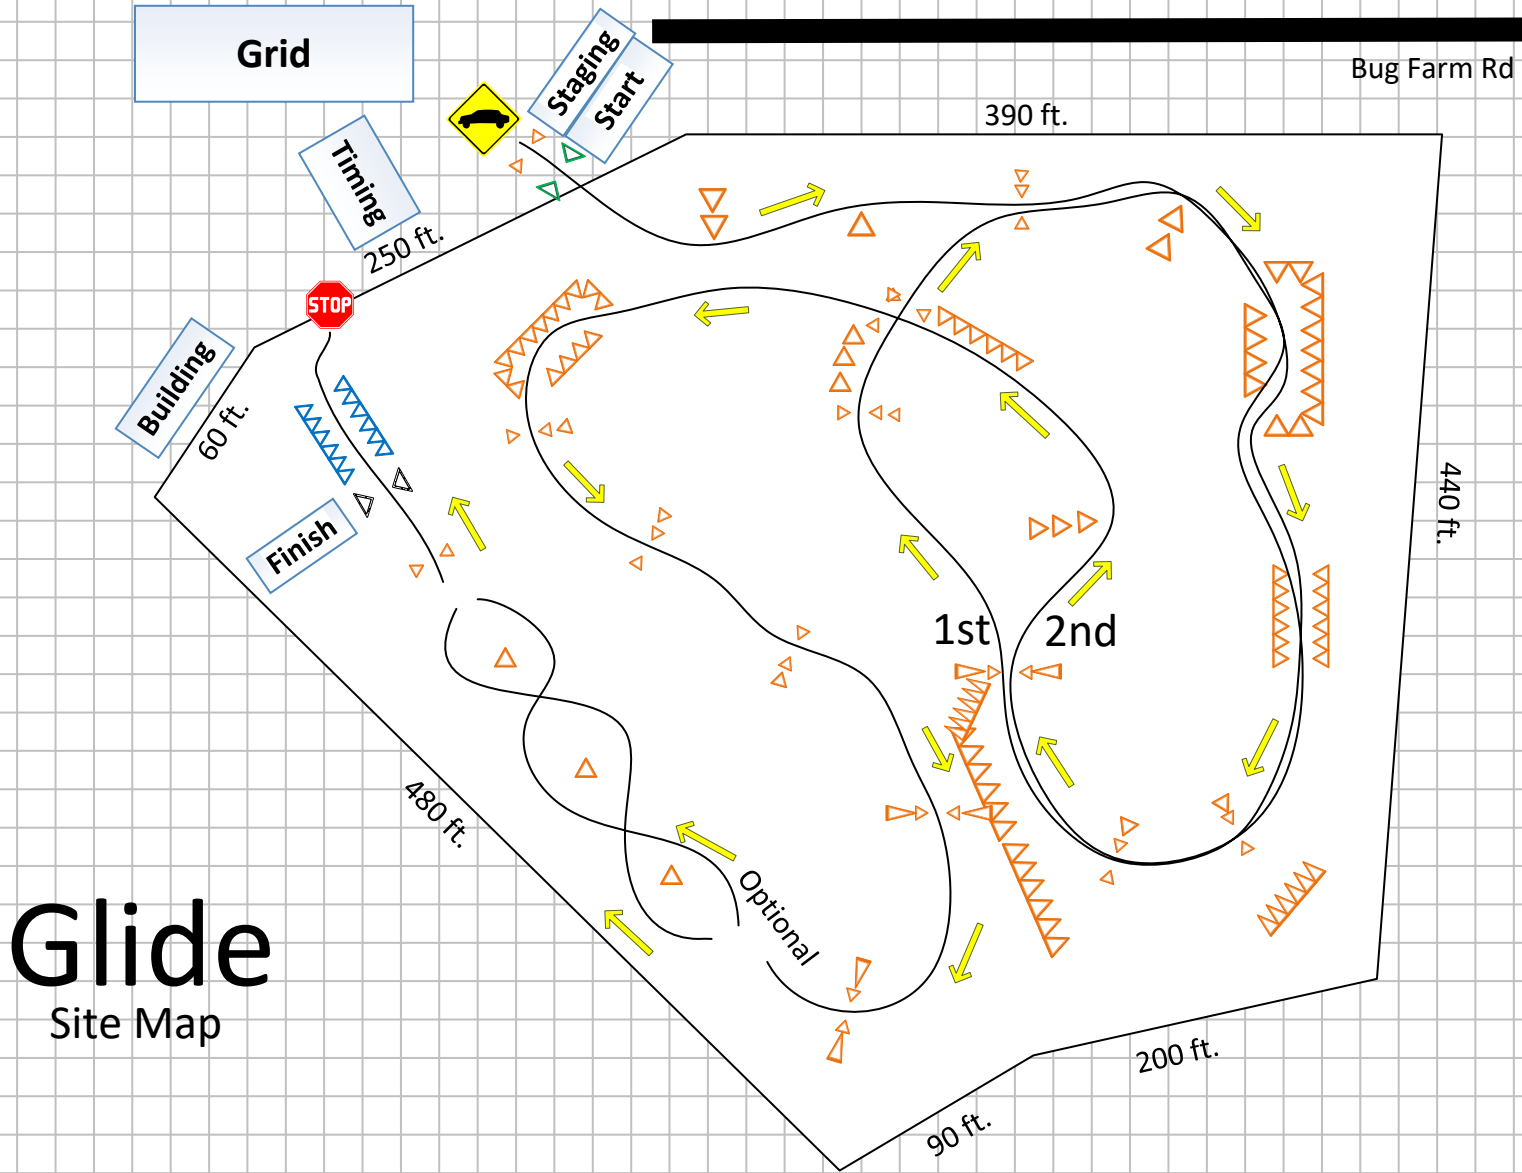 Grid
Staging
Start
Bug Farm Rd
390 ft.
Timing
250 ft.
STOP
Building
60 ft.
440 ft.
Finish
1st
2nd
480 ft.
Optional
Glide
Site Map
200 ft.
90 ft.